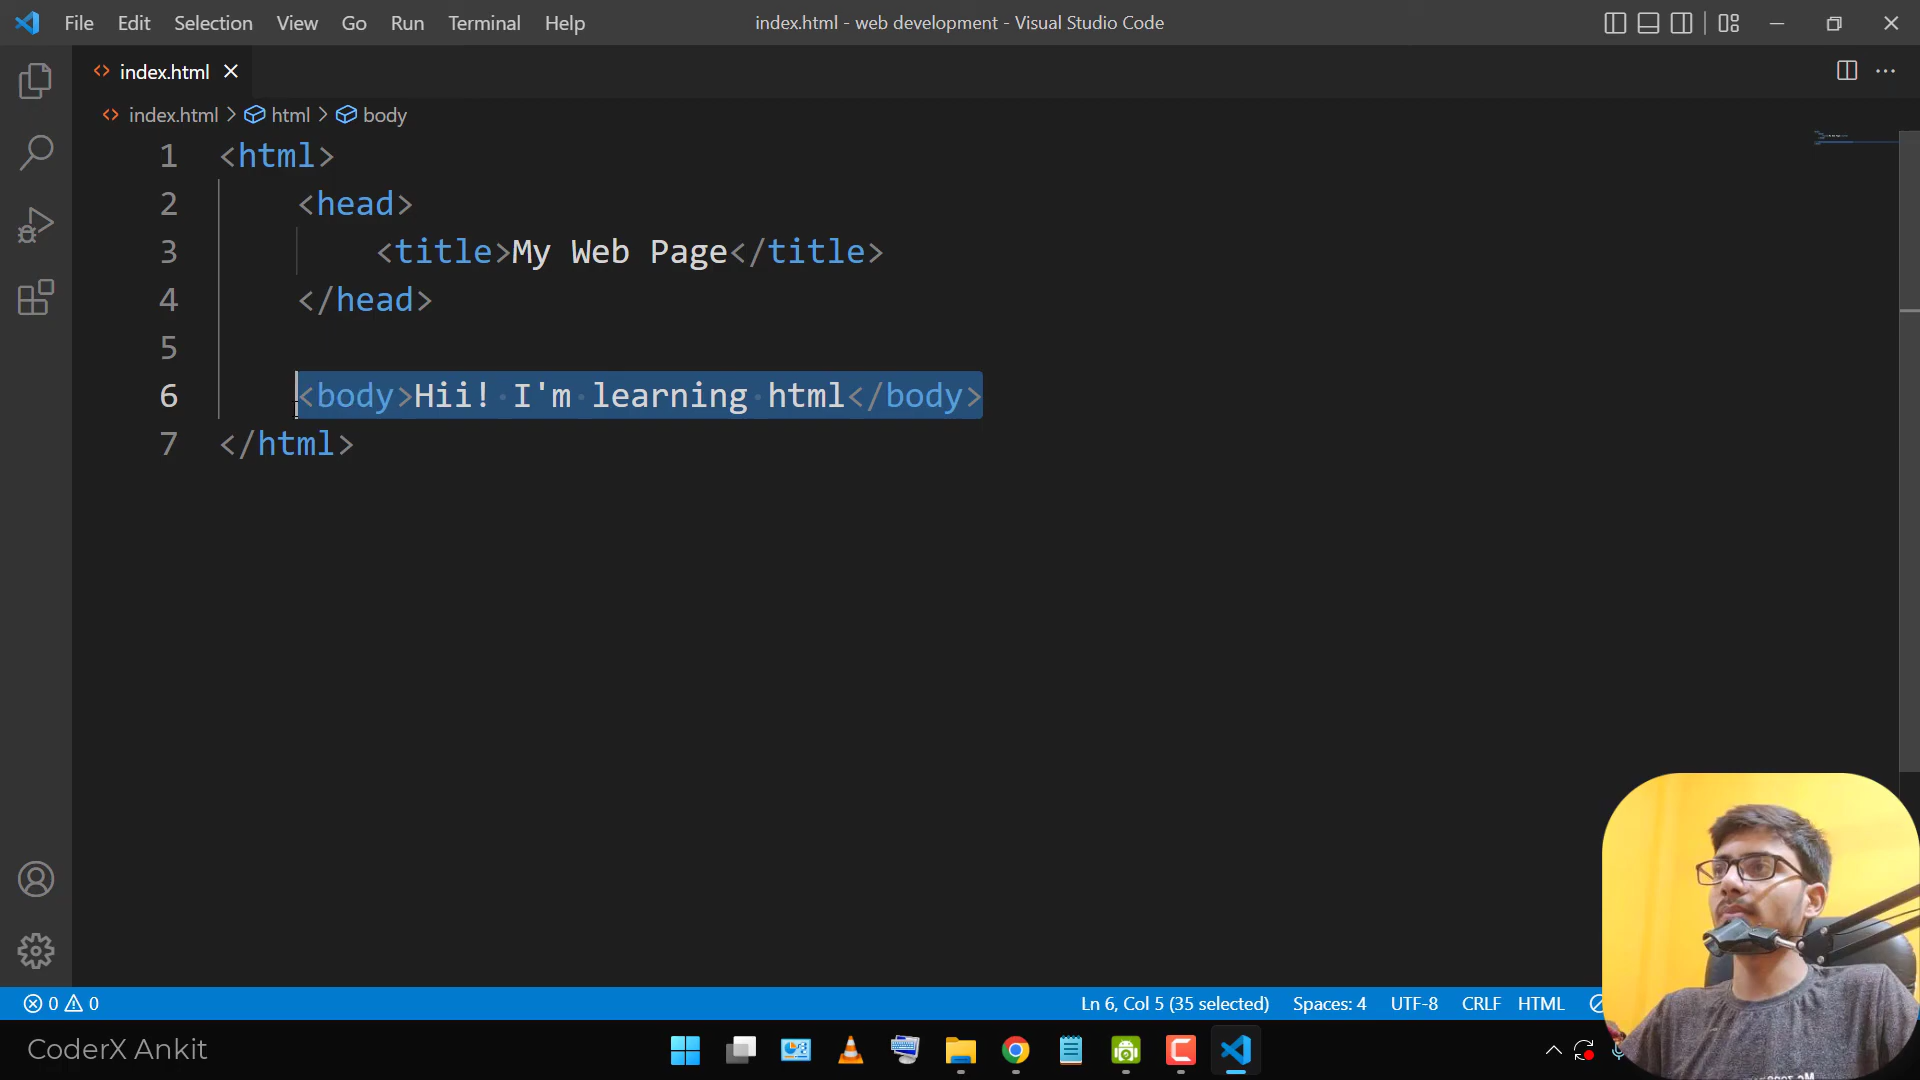 File Edit Selection View Go Run Terminal Help index.html - web development - Visual Studio Code
index.html
index.html > html > body
1 <html>
2 <head>
3 <title>My Web Page</title>
4 </head>
5
6 <body>Hii! I'm learning html</body>
7 </html>
0 0 Ln 6, Col 5 (35 selected) Spaces: 4 UTF-8 CRLF HTML
CoderX Ankit